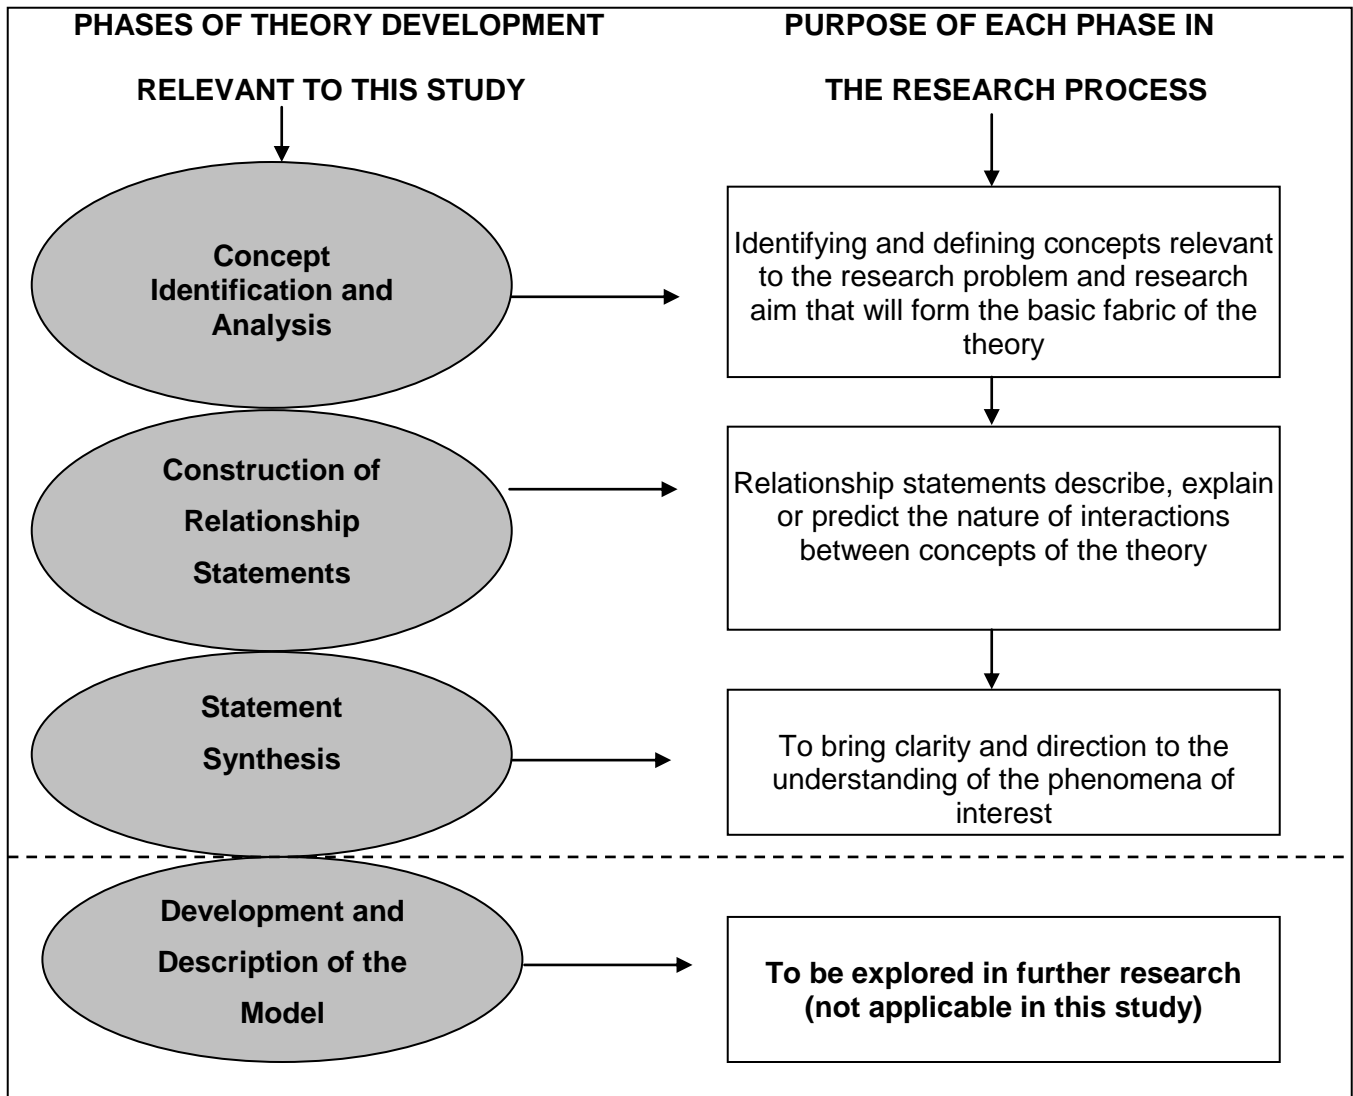 PHASES OF THEORY DEVELOPMENT
RELEVANT TO THIS STUDY
PURPOSE OF EACH PHASE IN
THE RESEARCH PROCESS
Concept
Identification and
Analysis
Identifying and defining concepts relevant
to the research problem and research
aim that will form the basic fabric of the
theory
Construction of
Relationship
Statements
Relationship statements describe, explain
or predict the nature of interactions
between concepts of the theory
Statement
Synthesis
To bring clarity and direction to the
understanding of the phenomena of
interest
Development and
Description of the
Model
To be explored in further research
(not applicable in this study)